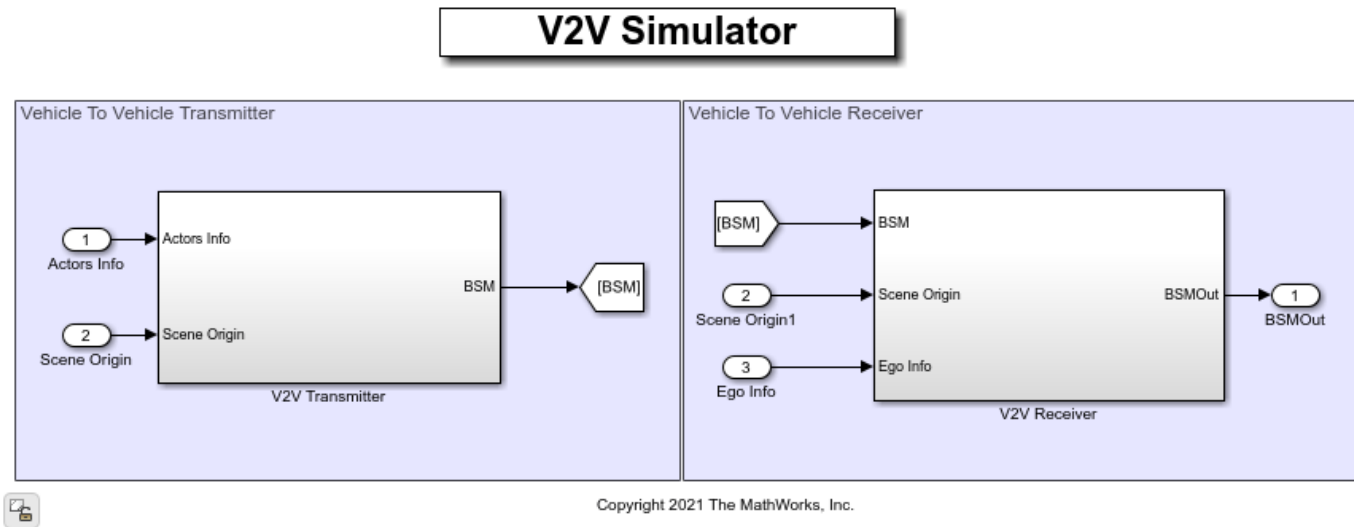 V2V Simulator
Vehicle To Vehicle Transmitter
1
Actors Info
2
Scene Origin
Actors Info
Scene Origin
BSM
V2V Transmitter
[BSM]
Vehicle To Vehicle Receiver
[BSM]
2
Scene Origin1
3
Ego Info
BSM
Scene Origin
Ego Info
BSMOut
V2V Receiver
1
BSMOut
Copyright 2021 The MathWorks, Inc.